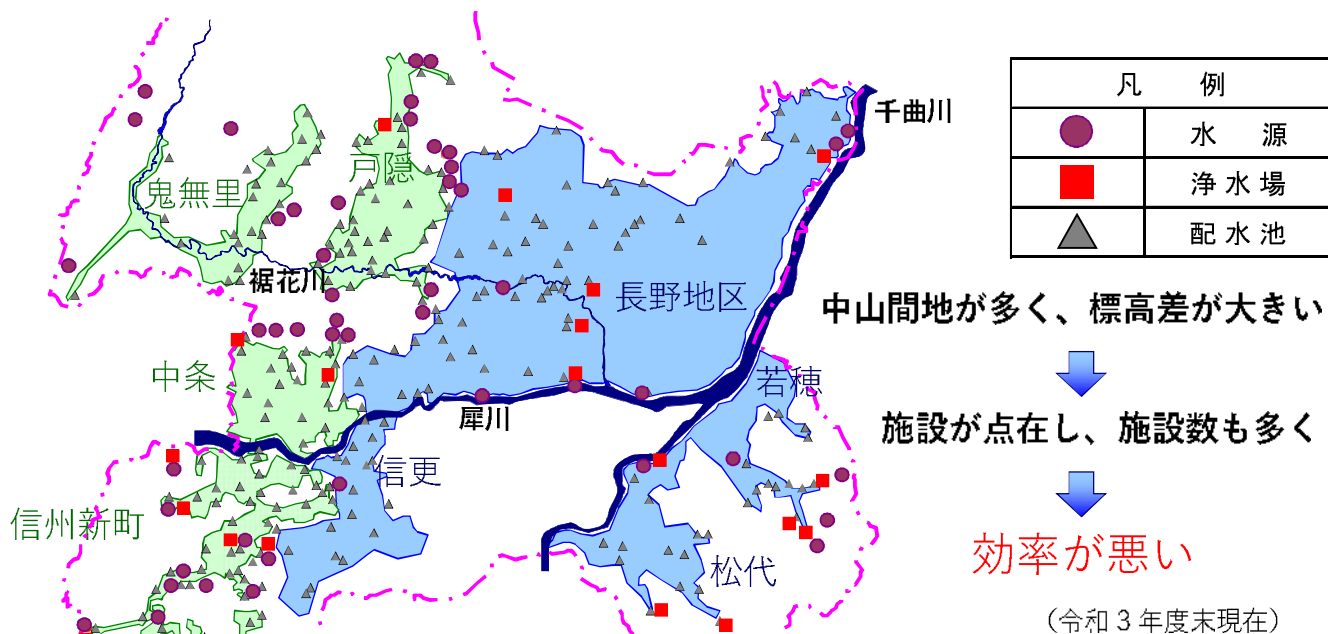 千曲川
戸隠
鬼無里
裾花川
長野地区
中条
若穂
犀川
信更
信州新町
松代
凡 例
水 源
浄水場
配水池
中山間地が多く、標高差が大きい
施設が点在し、施設数も多く
効率が悪い
（令和3年度末現在）